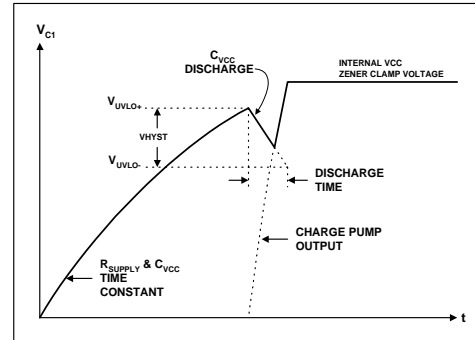 V_C1
C_VCC
DISCHARGE
INTERNAL VCC
ZENER CLAMP VOLTAGE
V_UVLO+
VHYST
V_UVLO-
DISCHARGE
TIME
CHARGE PUMP
OUTPUT
R_SUPPLY & C_VCC
TIME
CONSTANT
t